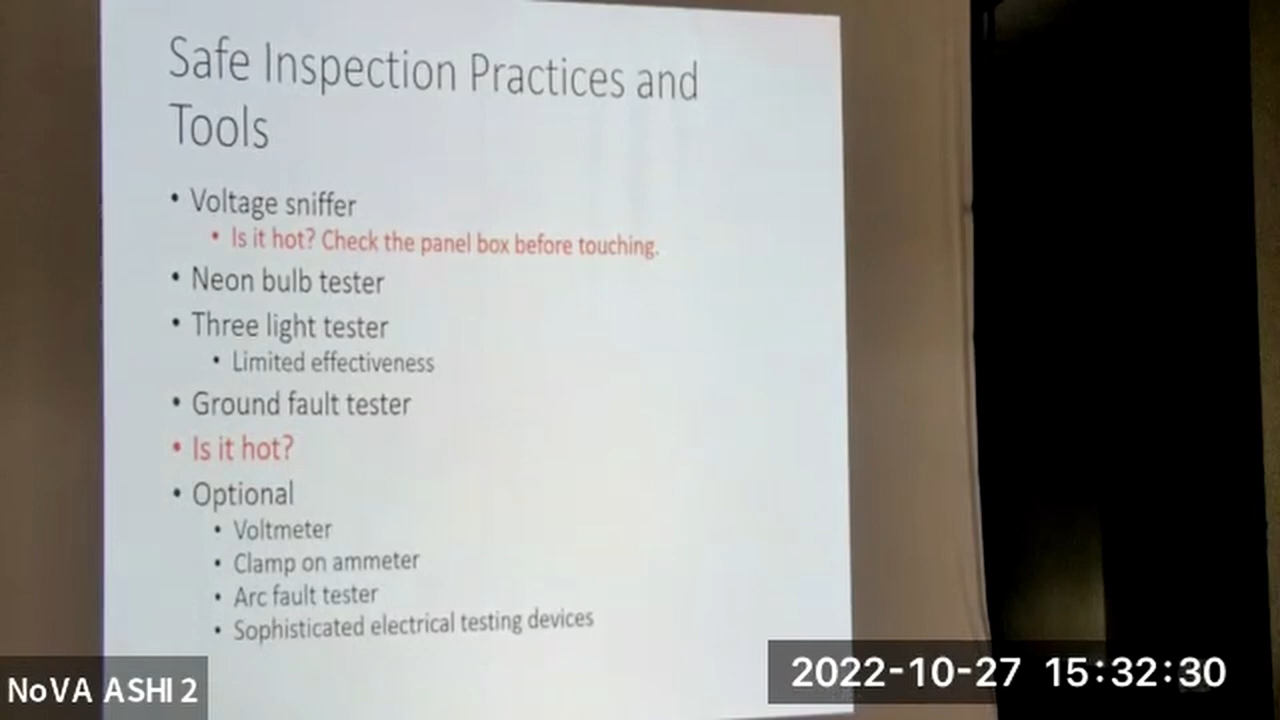 Safe Inspection Practices and
Tools
• Voltage sniffer
• Is it hot? Check the panel box before touching.
• Neon bulb tester
• Three light tester
• Limited effectiveness
• Ground fault tester
• Is it hot?
• Optional
• Voltmeter
• Clamp on ammeter
• Arc fault tester
• Sophisticated electrical testing devices
NoVA ASHI 2
2022-10-27 15:32:30